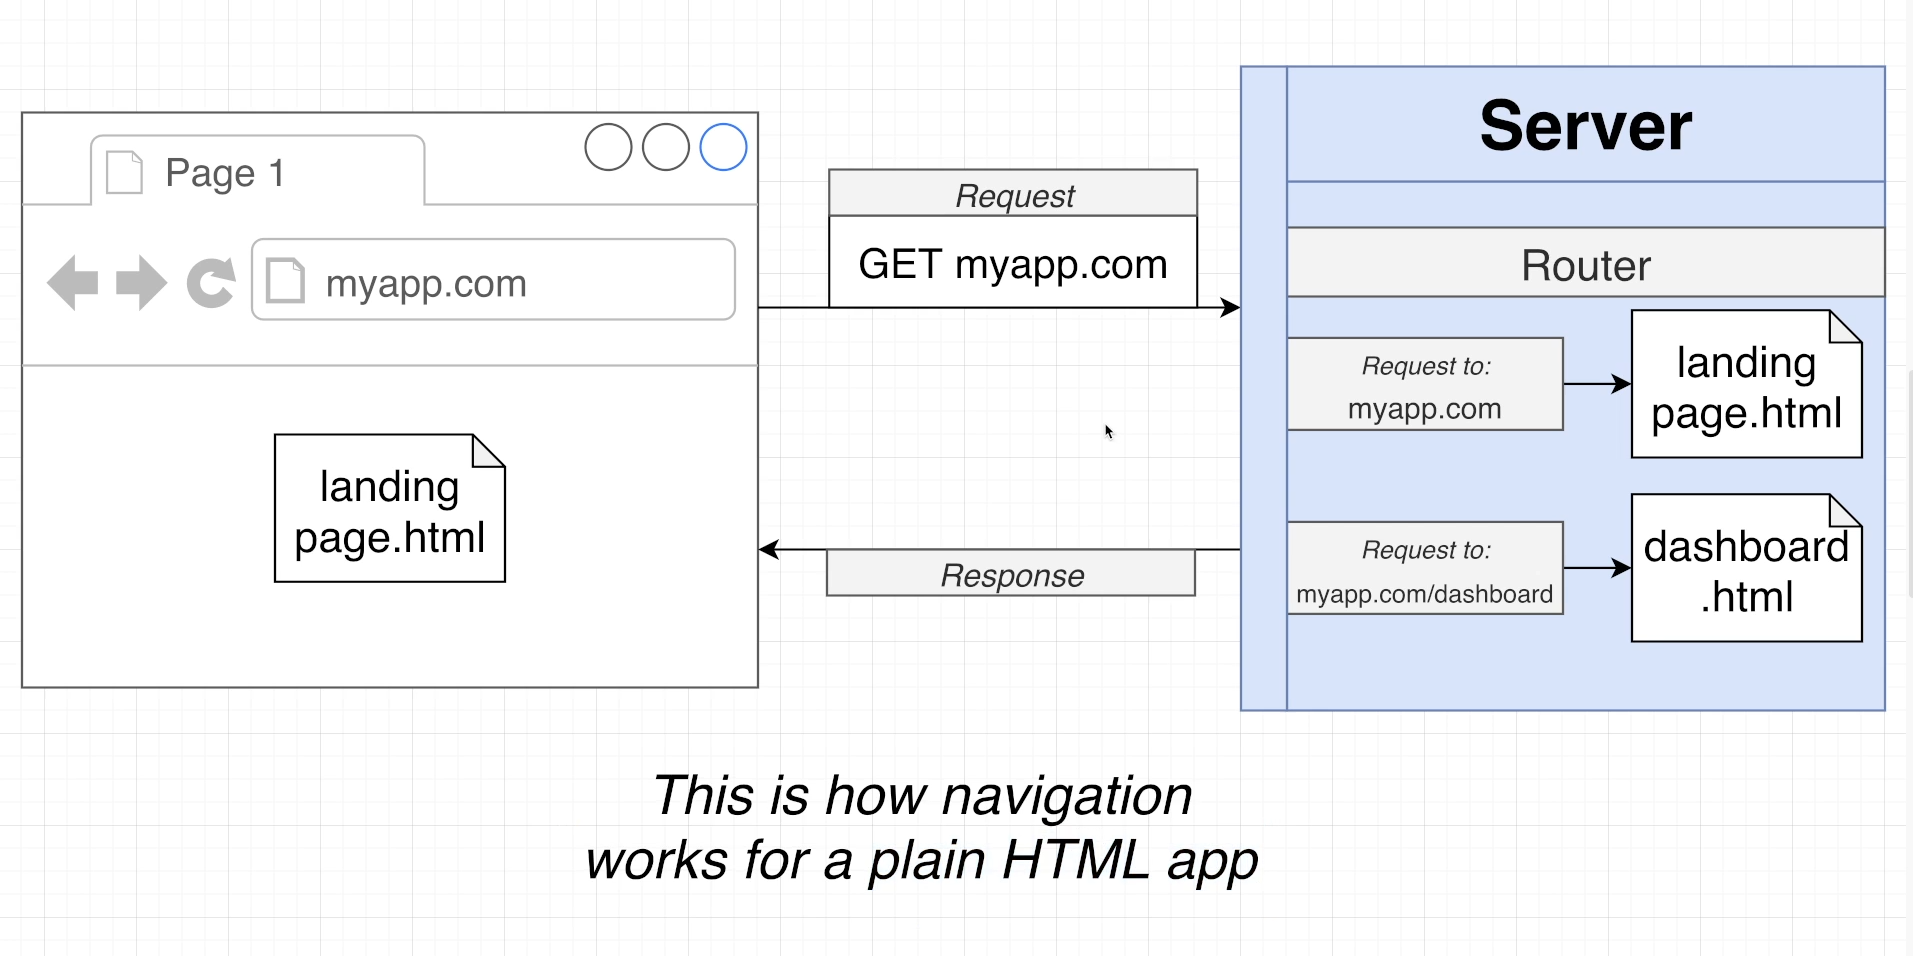 Page 1
myapp.com
landing
page.html
Request
GET myapp.com
Response
Server
Router
Request to:
myapp.com
landing
page.html
Request to:
myapp.com/dashboard
dashboard
.html
This is how navigation
works for a plain HTML app